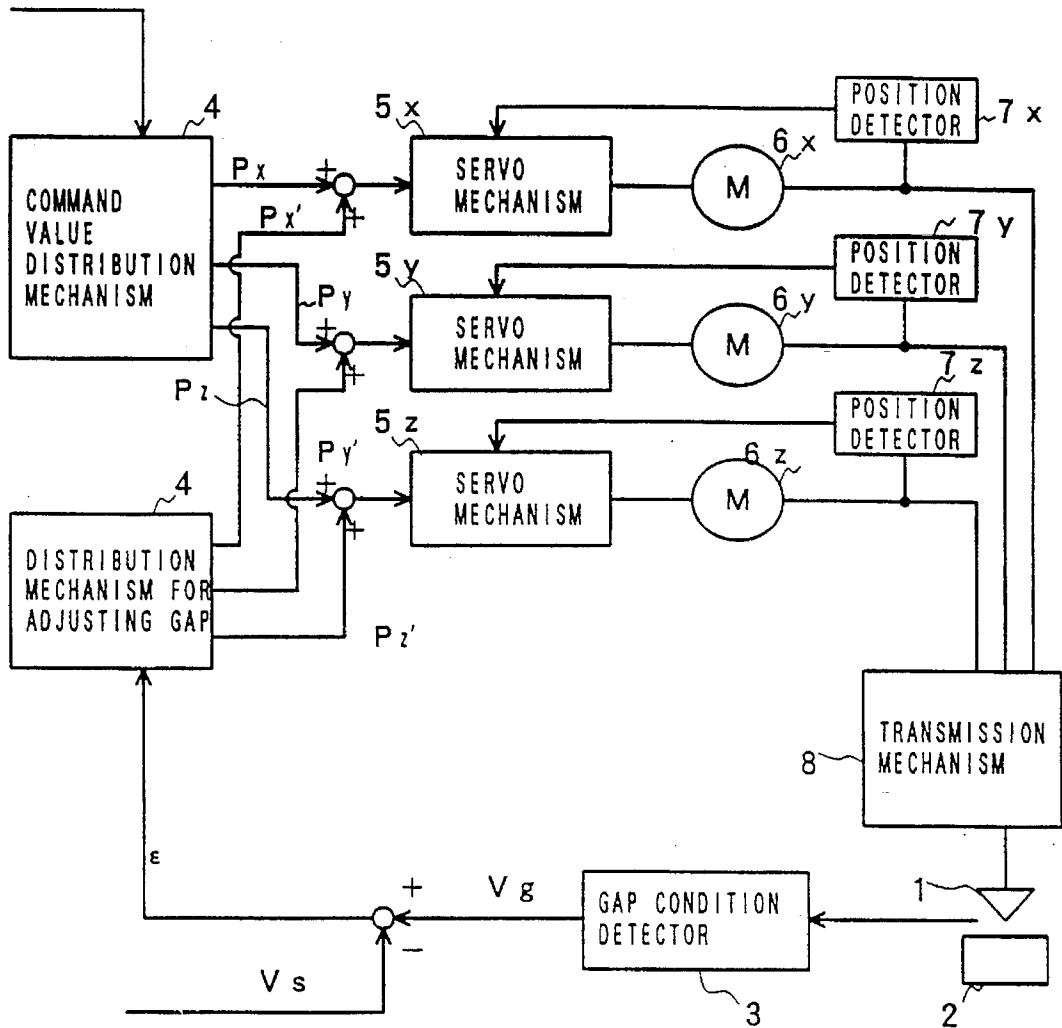 4
COMMAND
VALUE
DISTRIBUTION
MECHANISM
Px
+
+
Px'
5x
SERVO
MECHANISM
6x
M
POSITION
DETECTOR
7x
Py
+
+
5y
SERVO
MECHANISM
6y
M
7y
POSITION
DETECTOR
Pz
Py'
+
+
5z
SERVO
MECHANISM
6z
M
7z
POSITION
DETECTOR
4
DISTRIBUTION
MECHANISM FOR
ADJUSTING GAP
Pz'
8
TRANSMISSION
MECHANISM
ε
+
−
Vg
Vs
GAP CONDITION
DETECTOR
3
1
2